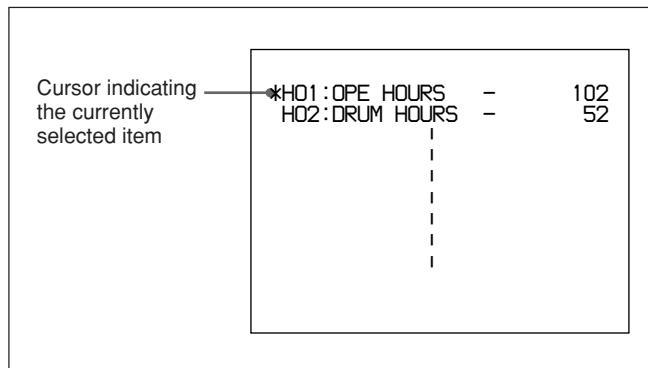 Cursor indicating
the currently
selected item
*H01:OPE HOURS – 102
H02:DRUM HOURS – 52